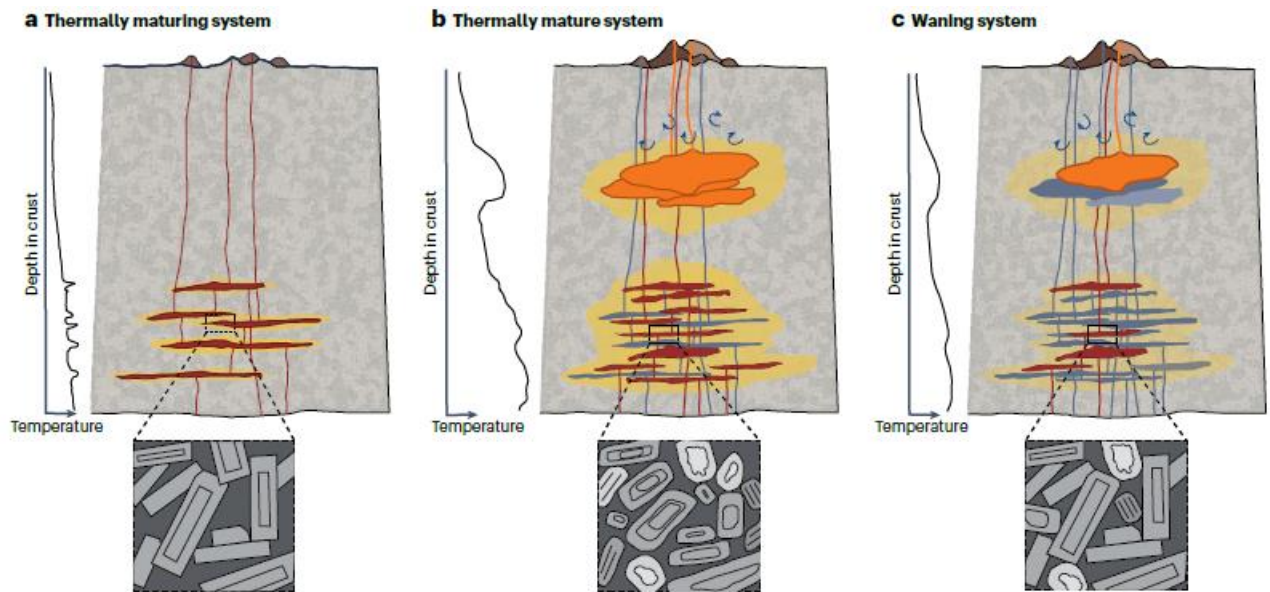 a Thermally maturing system
b Thermally mature system
c Waning system
Depth in crust
Depth in crust
Depth in crust
Temperature
Temperature
Temperature